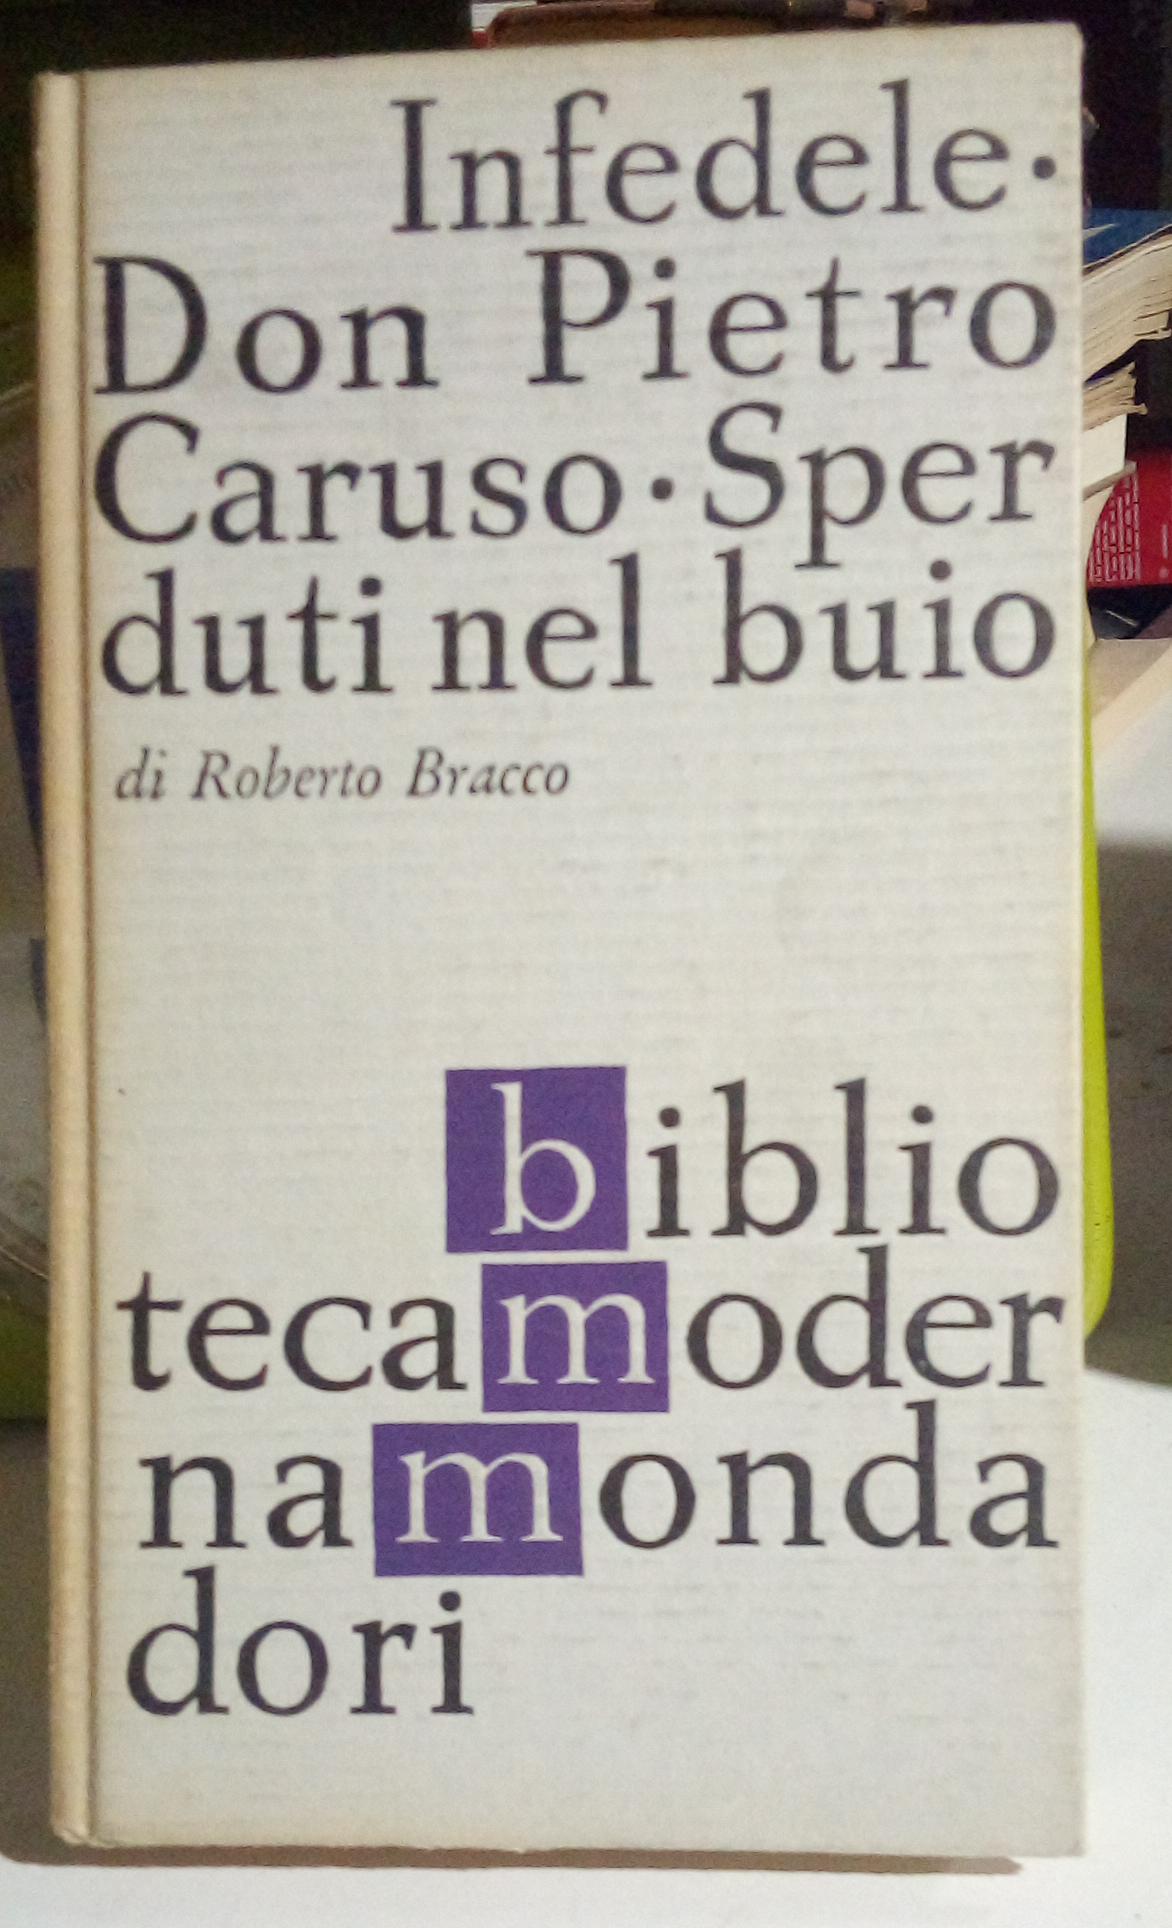 Infedele·
Don Pietro
Caruso·Sper
duti nel buio
di Roberto Bracco
biblio
tecamoder
namonda
dori